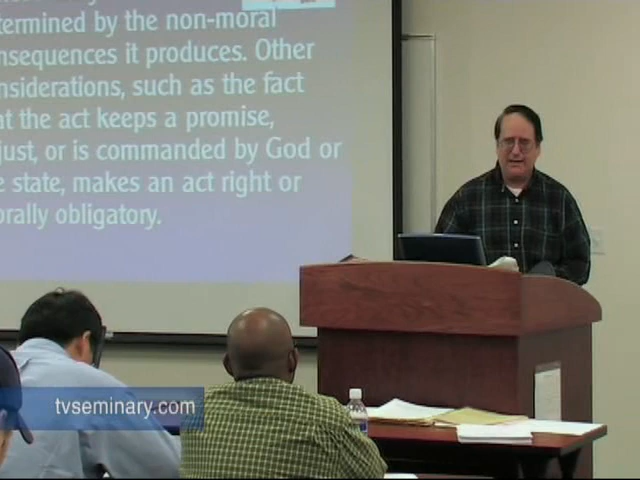 termined by the non-moral
nsequences it produces. Other
nsiderations, such as the fact
at the act keeps a promise,
just, or is commanded by God or
e state, makes an act right or
orally obligatory.
tvseminary.com